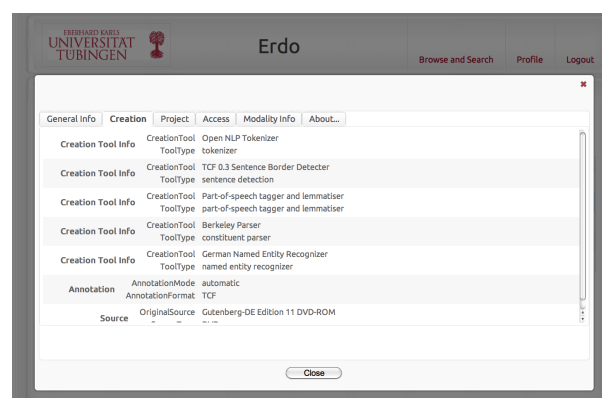 EBERHARD KARLS
UNIVERSITÄT
TÜBINGEN
Erdo
Browse and Search Profile Logout
General Info Creation Project Access Modality Info About...
Creation Tool Info CreationTool Open NLP Tokenizer
ToolType tokenizer
Creation Tool Info CreationTool TCF 0.3 Sentence Border Detecter
ToolType sentence detection
Creation Tool Info CreationTool Part-of-speech tagger and lemmatiser
ToolType part-of-speech tagger and lemmatiser
Creation Tool Info CreationTool Berkeley Parser
ToolType constituent parser
Creation Tool Info CreationTool German Named Entity Recognizer
ToolType named entity recognizer
Annotation AnnotationMode automatic
AnnotationFormat TCF
Source OriginalSource Gutenberg-DE Edition 11 DVD-ROM
Close